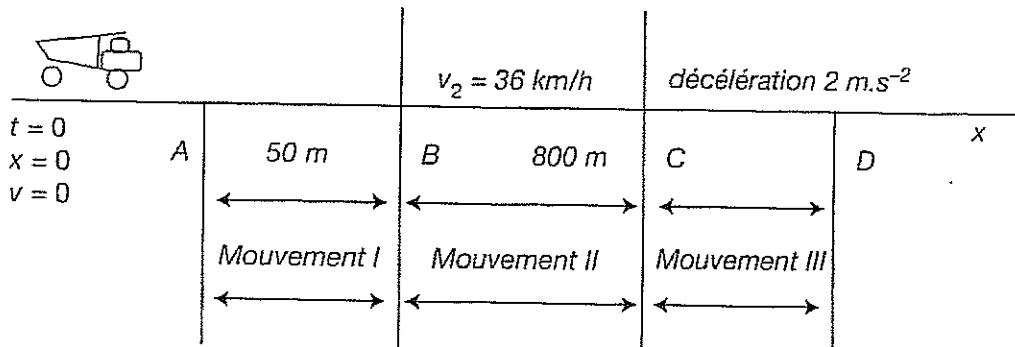 v₂ = 36 km/h décélération 2 m.s⁻²
t = 0
x = 0
v = 0
A 50 m B 800 m C D x
Mouvement I Mouvement II Mouvement III